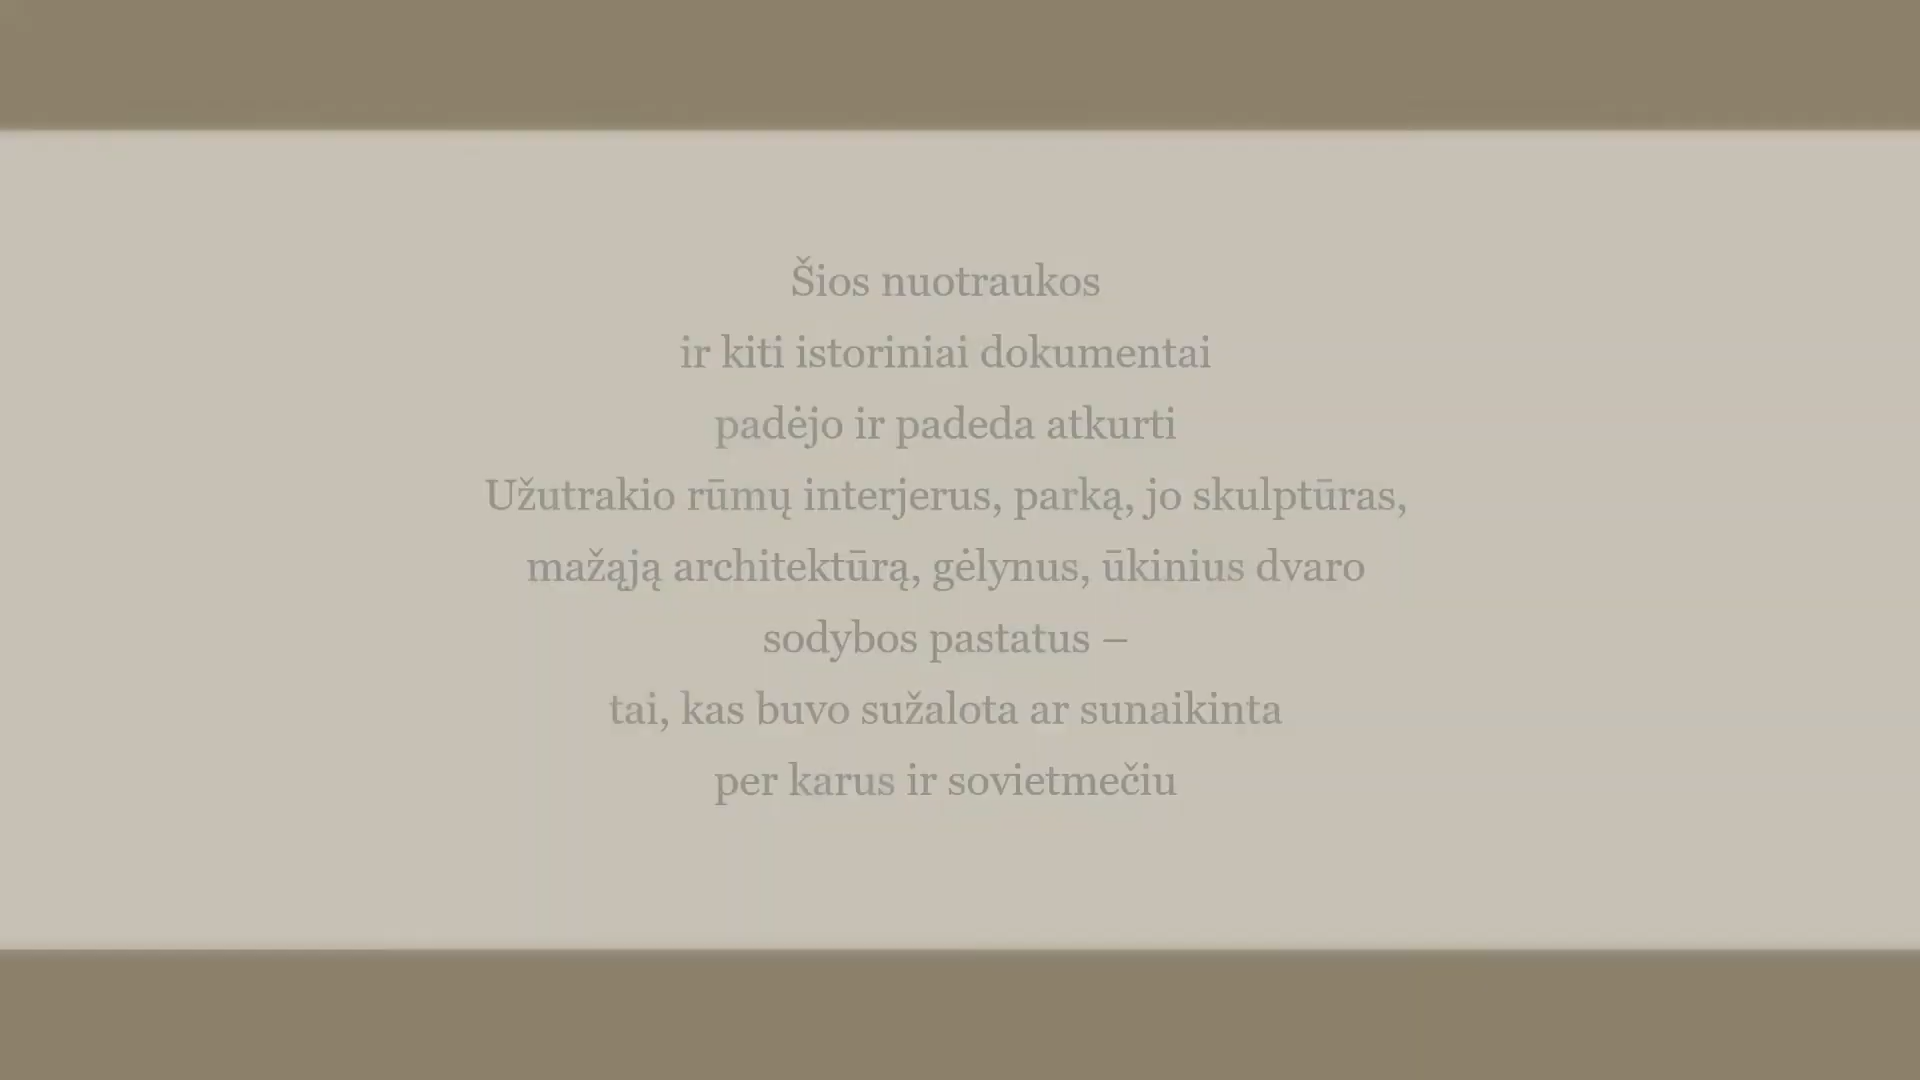 Šios nuotraukos
ir kiti istoriniai dokumentai
padėjo ir padeda atkurti
Užutrakio rūmų interjerus, parką, jo skulptūras,
mažąją architektūrą, gėlynus, ūkinius dvaro
sodybos pastatus –
tai, kas buvo sužalota ar sunaikinta
per karus ir sovietmečiu